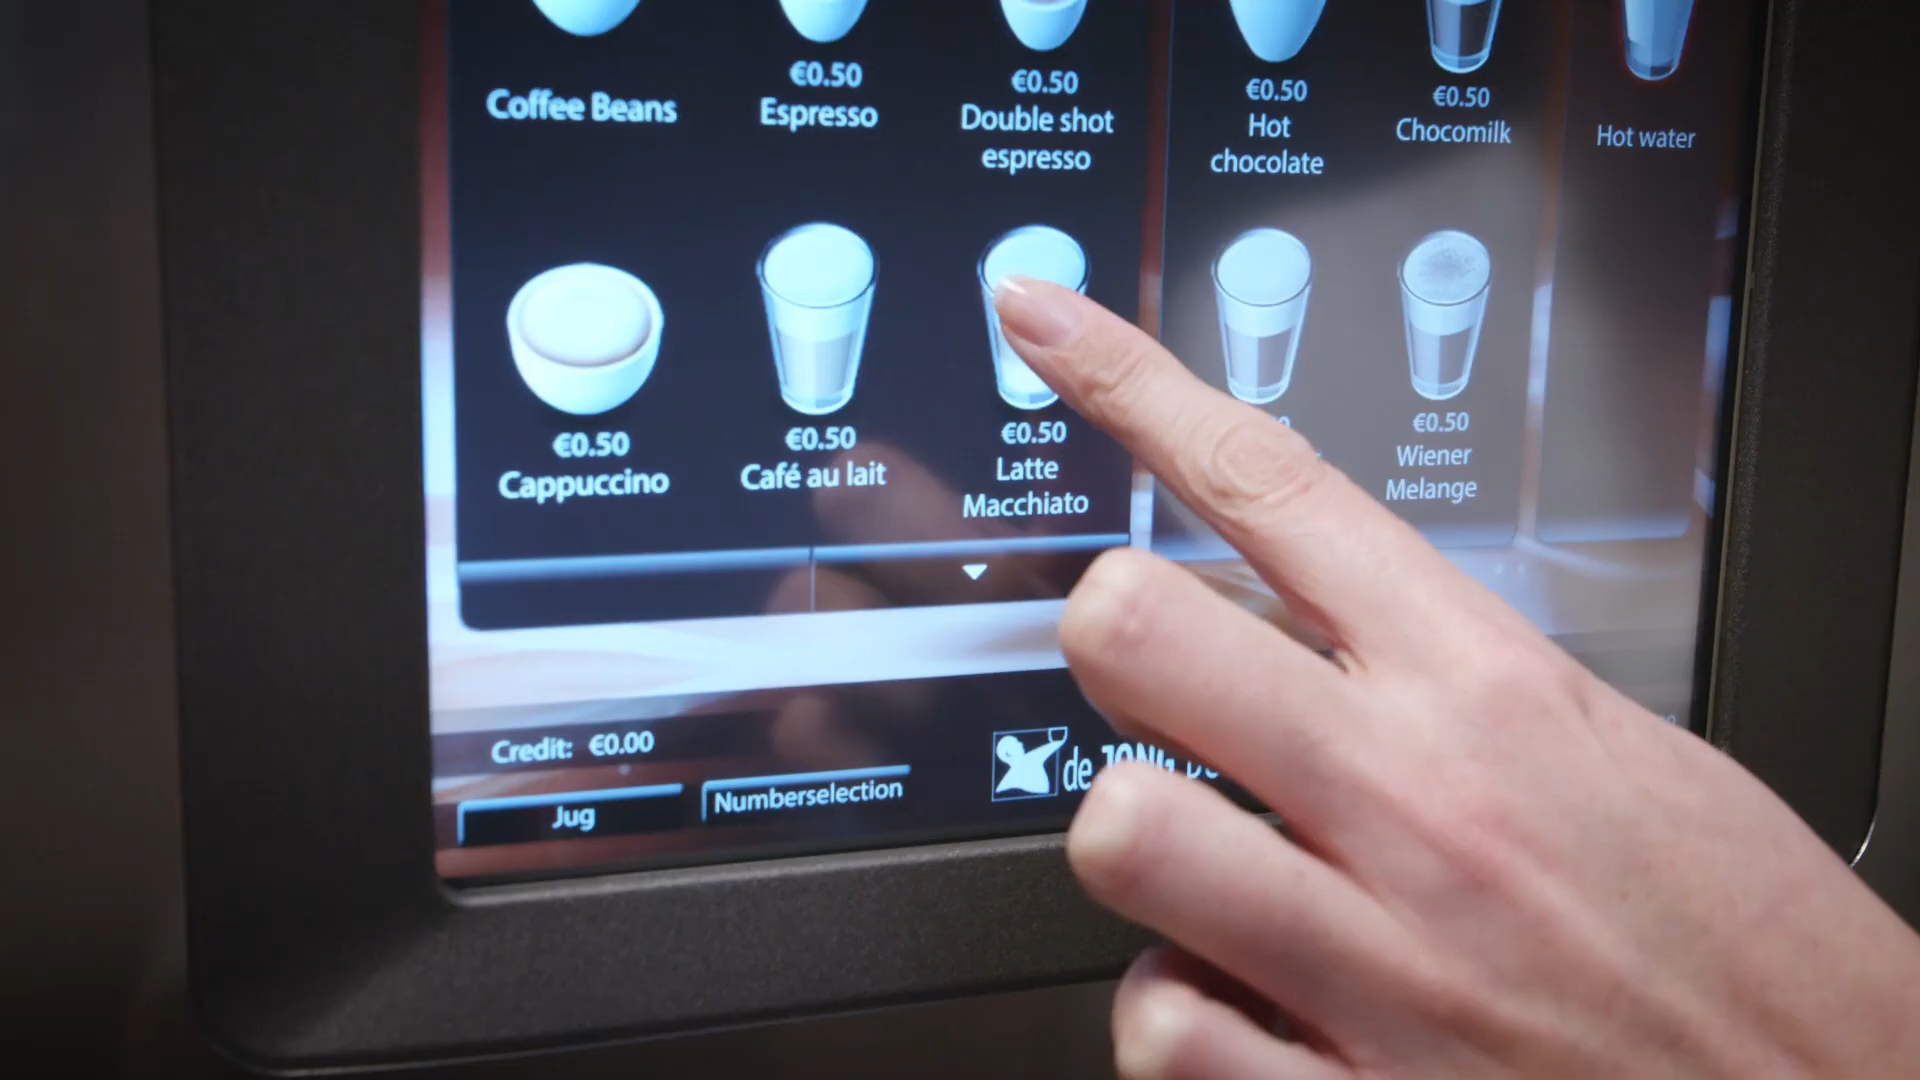 Coffee Beans
€0.50
Espresso
€0.50
Double shot
espresso
€0.50
Hot
chocolate
€0.50
Chocomilk
Hot water
€0.50
Cappuccino
€0.50
Café au lait
€0.50
Latte
Macchiato
€0.50
Wiener
Melange
Credit: €0.00
Jug
Numberselection
de